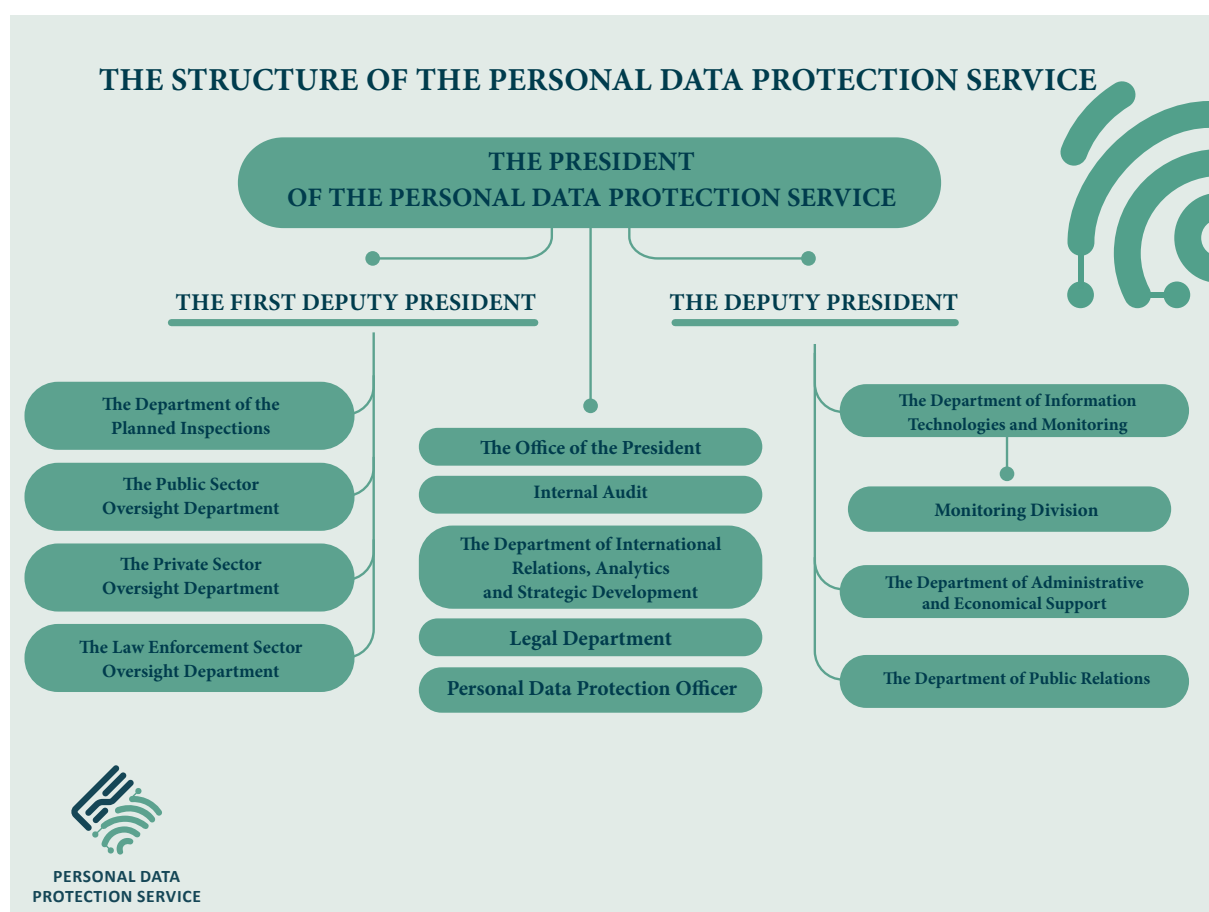 THE STRUCTURE OF THE PERSONAL DATA PROTECTION SERVICE
THE PRESIDENT
OF THE PERSONAL DATA PROTECTION SERVICE
THE FIRST DEPUTY PRESIDENT
The Department of the
Planned Inspections
The Public Sector
Oversight Department
The Private Sector
Oversight Department
The Law Enforcement Sector
Oversight Department
The Office of the President
Internal Audit
The Department of International
Relations, Analytics
and Strategic Development
Legal Department
Personal Data Protection Officer
THE DEPUTY PRESIDENT
The Department of Information
Technologies and Monitoring
Monitoring Division
The Department of Administrative
and Economical Support
The Department of Public Relations
PERSONAL DATA
PROTECTION SERVICE